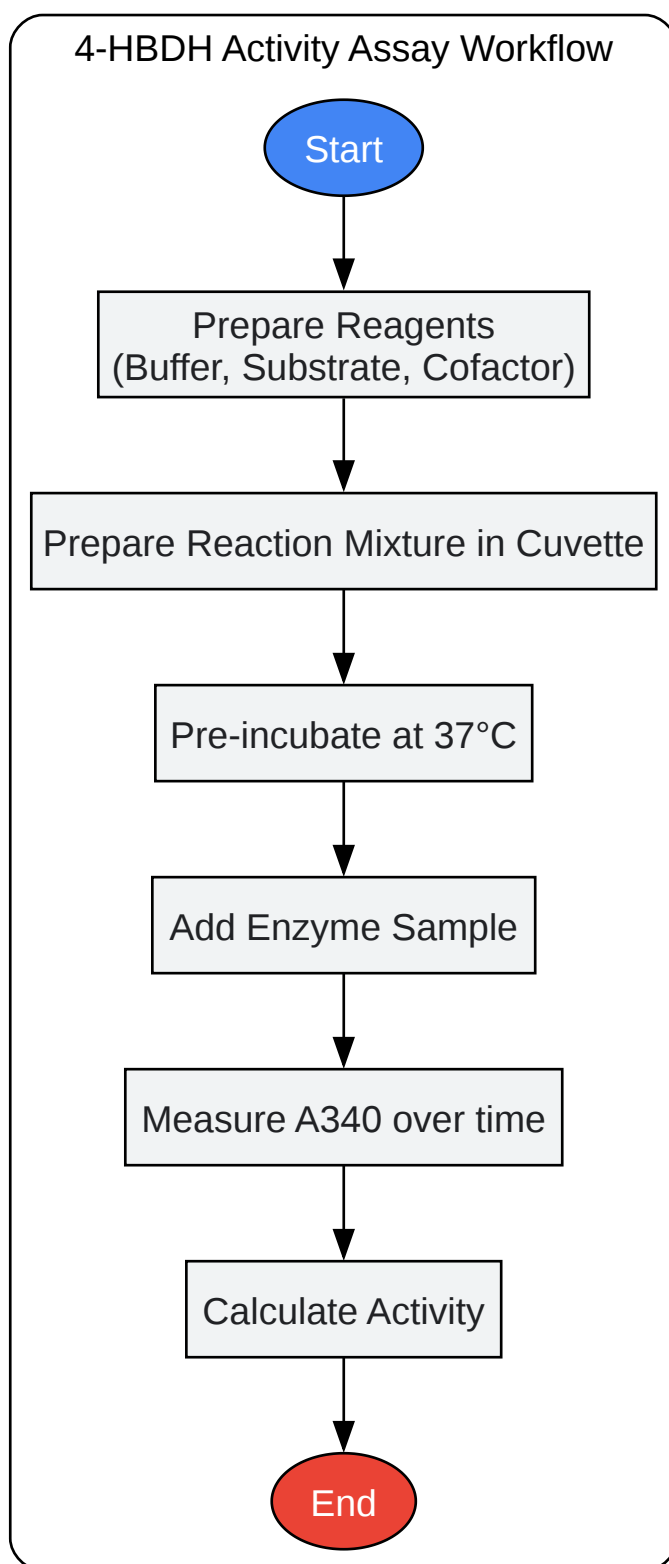 4-HBDH Activity Assay Workflow
Start
Prepare Reagents
(Buffer, Substrate, Cofactor)
Prepare Reaction Mixture in Cuvette
Pre-incubate at 37°C
Add Enzyme Sample
Measure A340 over time
Calculate Activity
End